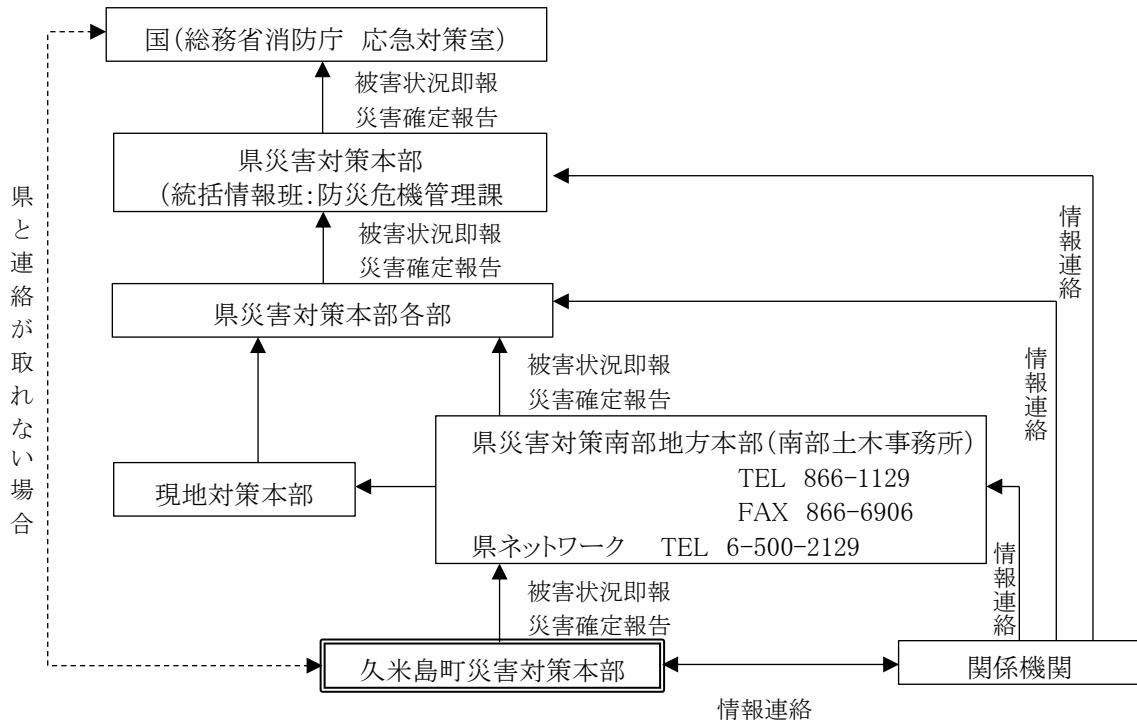 国(総務省消防庁　応急対策室)
被害状況即報
災害確定報告
県災害対策本部
(統括情報班:防災危機管理課
被害状況即報
災害確定報告
県災害対策本部各部
被害状況即報
災害確定報告
県災害対策南部地方本部(南部土木事務所)
TEL 866-1129
FAX 866-6906
県ネットワーク　TEL 6-500-2129
現地対策本部
被害状況即報
災害確定報告
久米島町災害対策本部
関係機関
情報連絡
情報連絡
情報連絡
情報連絡
県と連絡が取れない場合